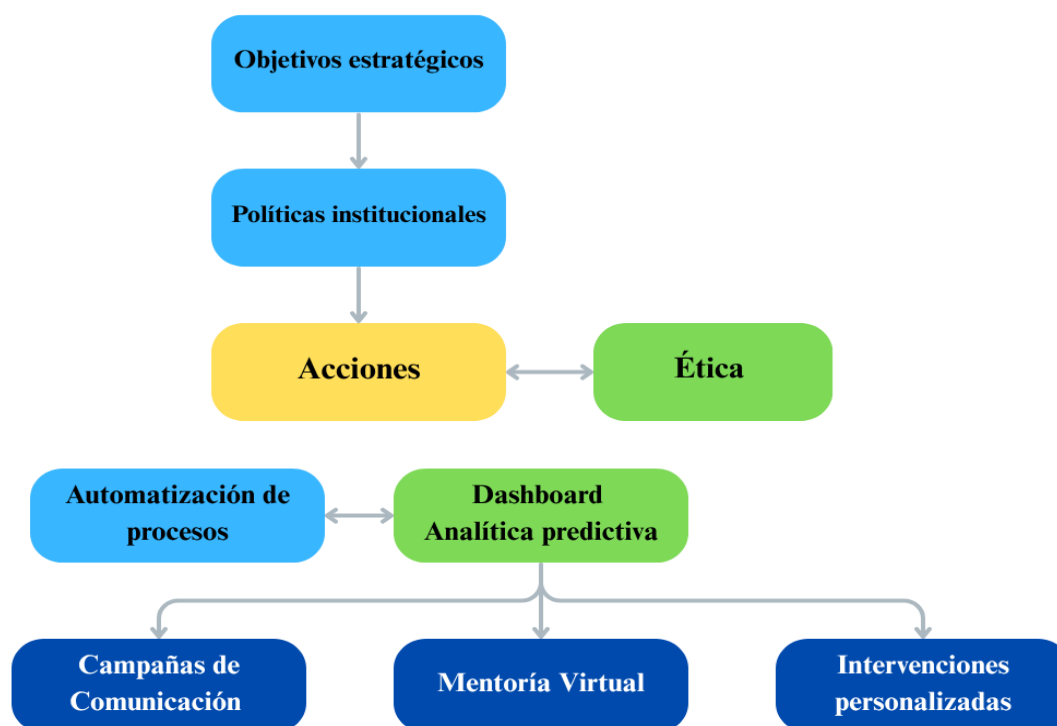 Objetivos estratégicos
Políticas institucionales
Acciones
Ética
Automatización de
procesos
Dashboard
Analítica predictiva
Campañas de
Comunicación
Mentoría Virtual
Intervenciones
personalizadas